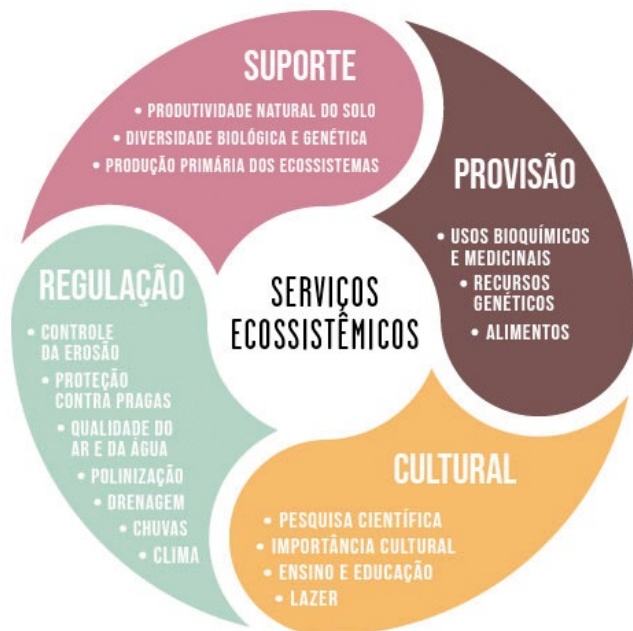 SUPORTE
• PRODUTIVIDADE NATURAL DO SOLO
• DIVERSIDADE BIOLÓGICA E GENÉTICA
• PRODUÇÃO PRIMÁRIA DOS ECOSSISTEMAS
PROVISÃO
• USOS BIOQUÍMICOS
E MEDICINAIS
• RECURSOS
GENÉTICOS
• ALIMENTOS
SERVIÇOS
ECOSSISTÊMICOS
REGULAÇÃO
• CONTROLE
DA EROSÃO
• PROTEÇÃO
CONTRA PRAGAS
• QUALIDADE DO
AR E DA ÁGUA
• POLINIZAÇÃO
• DRENAGEM
• CHUVAS
• CLIMA
CULTURAL
• PESQUISA CIENTÍFICA
• IMPORTÂNCIA CULTURAL
• ENSINO E EDUCAÇÃO
• LAZER